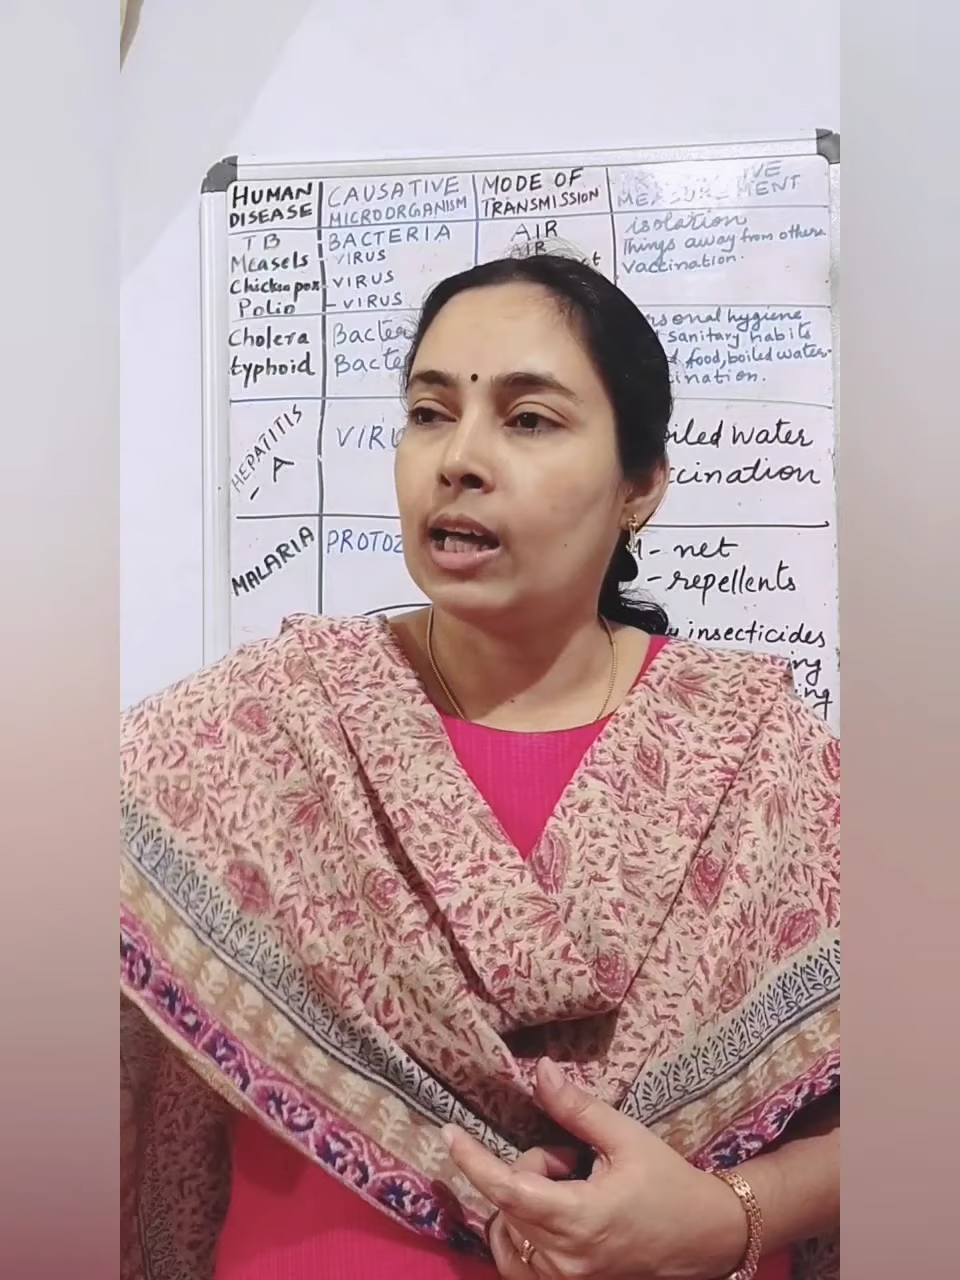 HUMAN DISEASE
CAUSATIVE MICROORGANISM
MODE OF TRANSMISSION
TB
BACTERIA
AIR
isolation
Things away from others
Measels
VIRUS
AIR
Vaccination.
Chickenpox
- VIRUS
Polio
- VIRUS
Cholera
Bacter
sonal hygiene
sanitary habits
typhoid
Bacte
food, boiled water
ination.
HEPATITIS - A
VIRU
oiled water
ccination
MALARIA
PROTOZ
- net
- repellents
insecticides